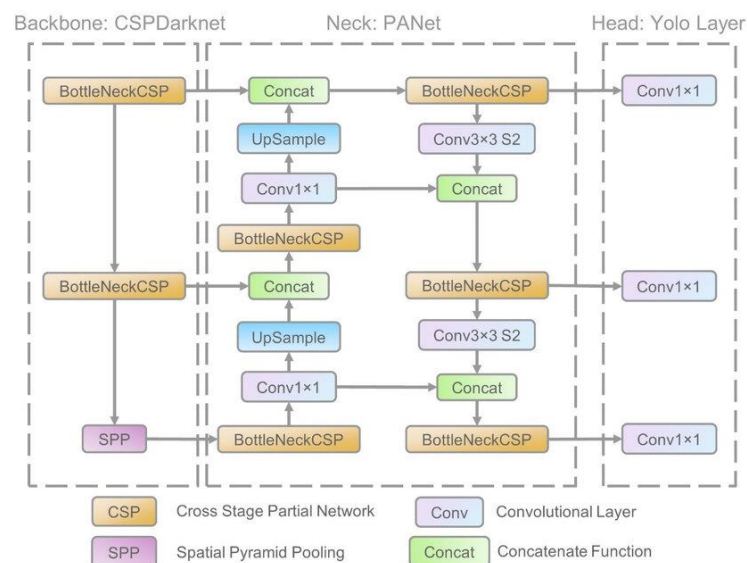 Backbone: CSPDarknet Neck: PANet Head: Yolo Layer
BottleNeckCSP Concat BottleNeckCSP Conv1×1
UpSample Conv3×3 S2
Conv1×1 Concat
BottleNeckCSP
BottleNeckCSP Concat BottleNeckCSP Conv1×1
UpSample Conv3×3 S2
Conv1×1 Concat
SPP BottleNeckCSP BottleNeckCSP Conv1×1
CSP Cross Stage Partial Network Conv Convolutional Layer
SPP Spatial Pyramid Pooling Concat Concatenate Function